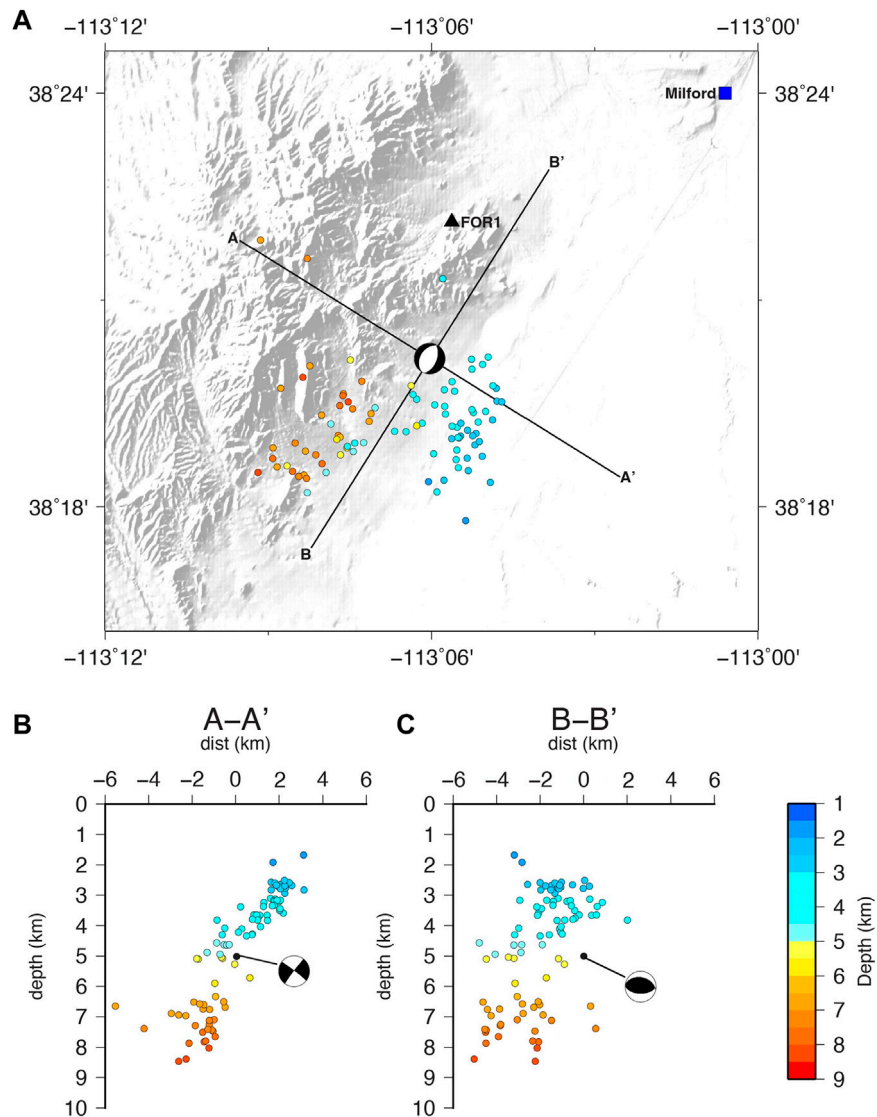 A
−113˚12' −113˚06' −113˚00'
38˚24' Milford 38˚24'
B'
FOR1
A
A'
38˚18' 38˚18'
B
−113˚12' −113˚06' −113˚00'
B A–A' C B–B'
dist (km) dist (km)
−6 −4 −2 0 2 4 6 −6 −4 −2 0 2 4 6
0
1
2
3
4
5
6
7
8
9
10
depth (km)
0
1
2
3
4
5
6
7
8
9
10
depth (km)
1
2
3
4
5
6
7
8
9
Depth (km)